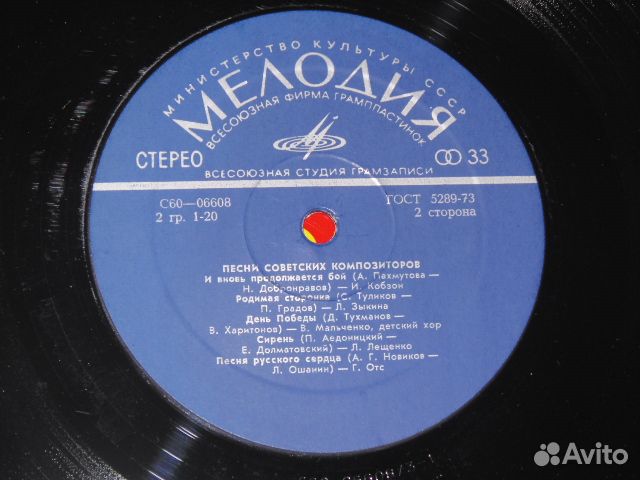 МИНИСТЕРСТВО КУЛЬТУРЫ СССР
МЕЛОДИЯ
ВСЕСОЮЗНАЯ ФИРМА ГРАМПЛАСТИНОК
СТЕРЕО
33
ВСЕСОЮЗНАЯ СТУДИЯ ГРАМЗАПИСИ
С60—06608 ГОСТ 5289-73
2 гр. 1-20 2 сторона
ПЕСНИ СОВЕТСКИХ КОМПОЗИТОРОВ
И вновь продолжается бой (А. Пахмутова —
Н. Добронравов) — И. Кобзон
Родимая сторонка (С. Туликов —
П. Градов) — Л. Зыкина
День Победы (Д. Тухманов —
В. Харитонов) — В. Мальченко, детский хор
Сирень (П. Аедоницкий —
Е. Долматовский) — Л. Лещенко
Песня русского сердца (А. Г. Новиков —
Л. Ошанин) — Г. Отс
Avito